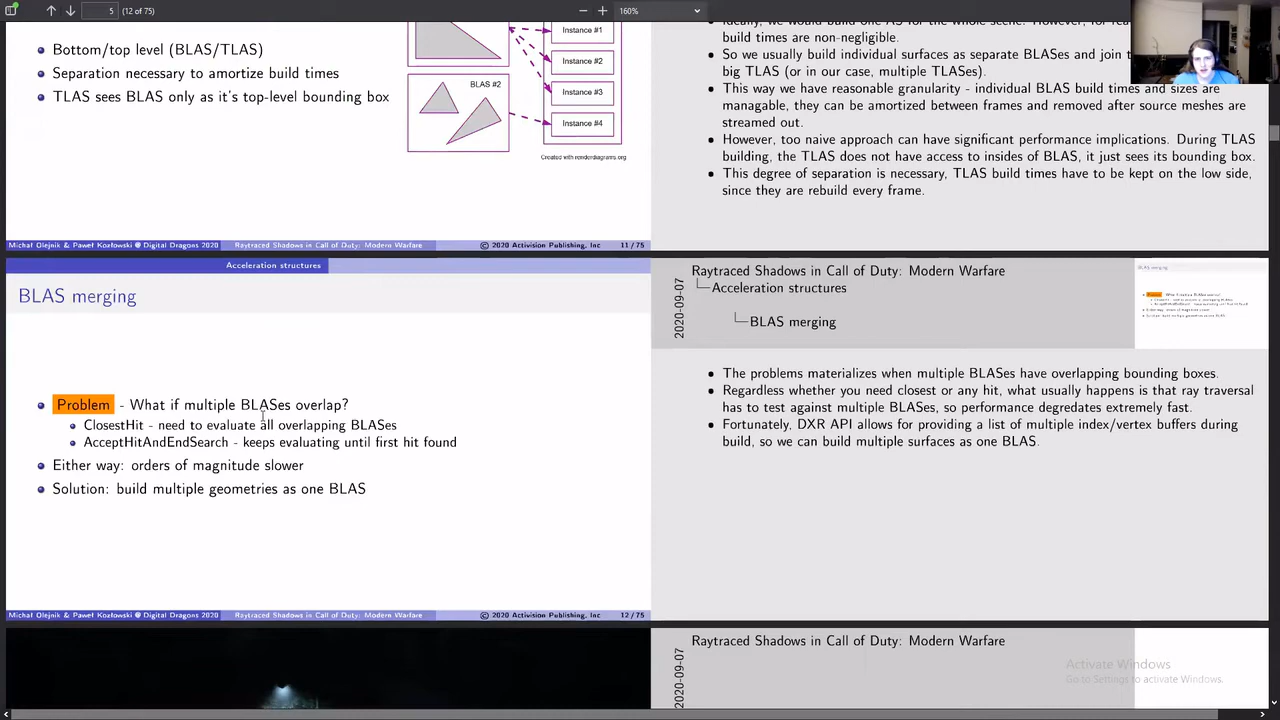 5
(12 of 75)
160%
Bottom/top level (BLAS/TLAS)
Separation necessary to amortize build times
TLAS sees BLAS only as it's top-level bounding box
BLAS #2
Instance #1
Instance #2
Instance #3
Instance #4
Created with renderdiagrams.org
Michał Olejnik & Paweł Kozłowski @ Digital Dragons 2020
Raytraced Shadows in Call of Duty: Modern Warfare
© 2020 Activision Publishing, Inc
11 / 75
Ideally, we would build one AS for the whole scene. However, for
build times are non-negligible.
So we usually build individual surfaces as separate BLASes and join
big TLAS (or in our case, multiple TLASes).
This way we have reasonable granularity - individual BLAS build times and sizes are
managable, they can be amortized between frames and removed after source meshes are
streamed out.
However, too naive approach can have significant performance implications. During TLAS
building, the TLAS does not have access to insides of BLAS, it just sees its bounding box.
This degree of separation is necessary, TLAS build times have to be kept on the low side,
since they are rebuild every frame.
Acceleration structures
BLAS merging
Problem - What if multiple BLASes overlap?
ClosestHit - need to evaluate all overlapping BLASes
AcceptHitAndEndSearch - keeps evaluating until first hit found
Either way: orders of magnitude slower
Solution: build multiple geometries as one BLAS
Michał Olejnik & Paweł Kozłowski @ Digital Dragons 2020
Raytraced Shadows in Call of Duty: Modern Warfare
© 2020 Activision Publishing, Inc
12 / 75
2020-09-07
Raytraced Shadows in Call of Duty: Modern Warfare
Acceleration structures
BLAS merging
The problems materializes when multiple BLASes have overlapping bounding boxes.
Regardless whether you need closest or any hit, what usually happens is that ray traversal
has to test against multiple BLASes, so performance degredates extremely fast.
Fortunately, DXR API allows for providing a list of multiple index/vertex buffers during
build, so we can build multiple surfaces as one BLAS.
2020-09-07
Raytraced Shadows in Call of Duty: Modern Warfare
Activate Windows
Go to Settings to activate Windows.